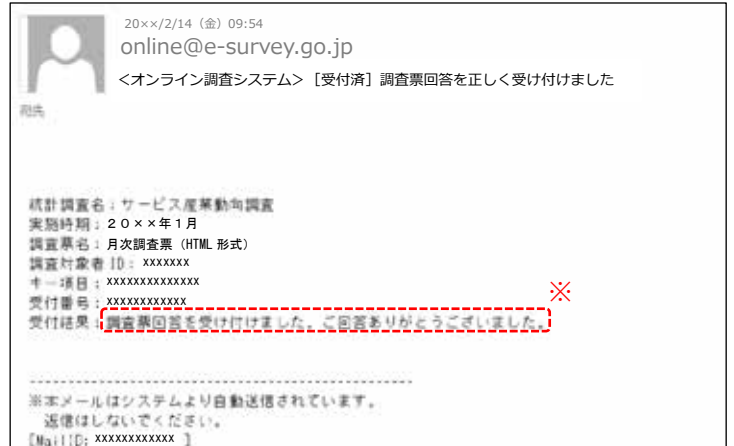 20××/2/14（金）09:54
online@e-survey.go.jp
＜オンライン調査システム＞［受付済］調査票回答を正しく受け付けました
宛先
統計調査名：サービス産業動向調査
実施時期：２０××年１月
調査票名：月次調査票（HTML 形式）
調査対象者ID：xxxxxxx
キー項目：xxxxxxxxxxxxxx
受付番号：xxxxxxxxxxxx
※
受付結果：調査票回答を受け付けました。ご回答ありがとうございました。
--------------------------------------------------
※本メールはシステムより自動送信されています。
返信はしないでください。
[MailID: xxxxxxxxxxxx ]